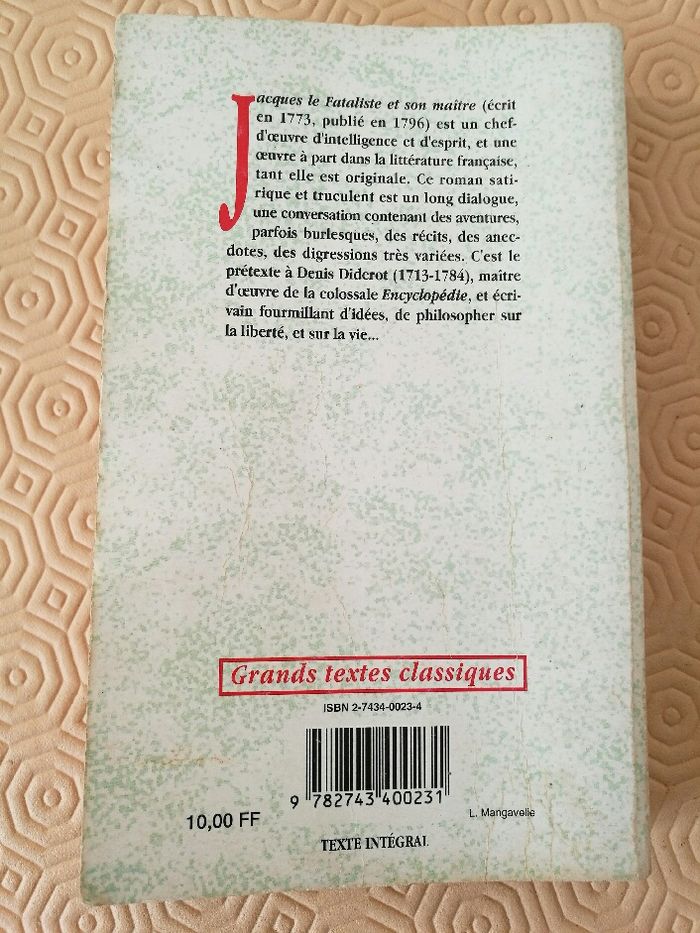 Jacques le Fataliste et son maître (écrit
en 1773, publié en 1796) est un chef-
d'œuvre d'intelligence et d'esprit, et une
œuvre à part dans la littérature française,
tant elle est originale. Ce roman sati-
rique et truculent est un long dialogue,
une conversation contenant des aventures,
parfois burlesques, des récits, des anec-
dotes, des digressions très variées. C'est le
prétexte à Denis Diderot (1713-1784), maître
d'œuvre de la colossale Encyclopédie, et écri-
vain fourmillant d'idées, de philosopher sur
la liberté, et sur la vie...
Grands textes classiques
ISBN 2-7434-0023-4
9 782743 400231
10,00 FF
L. Mangavelle
TEXTE INTÉGRAL